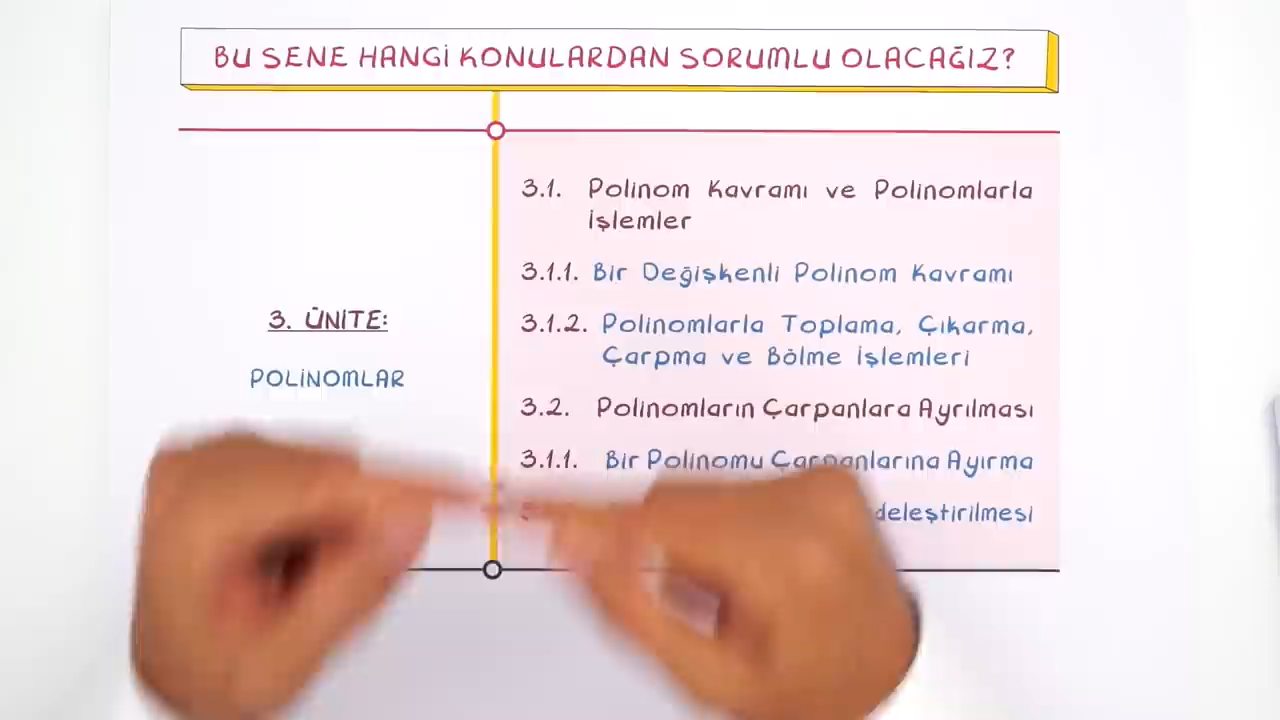 BU SENE HANGİ KONULARDAN SORUMLU OLACAĞIZ?
3. ÜNİTE:
POLİNOMLAR
3.1. Polinom Kavramı ve Polinomlarla
İşlemler
3.1.1. Bir Değişkenli Polinom Kavramı
3.1.2. Polinomlarla Toplama, Çıkarma,
Çarpma ve Bölme İşlemleri
3.2. Polinomların Çarpanlara Ayrılması
3.1.1. Bir Polinomu Çarpanlarına Ayırma
deleştirilmesi